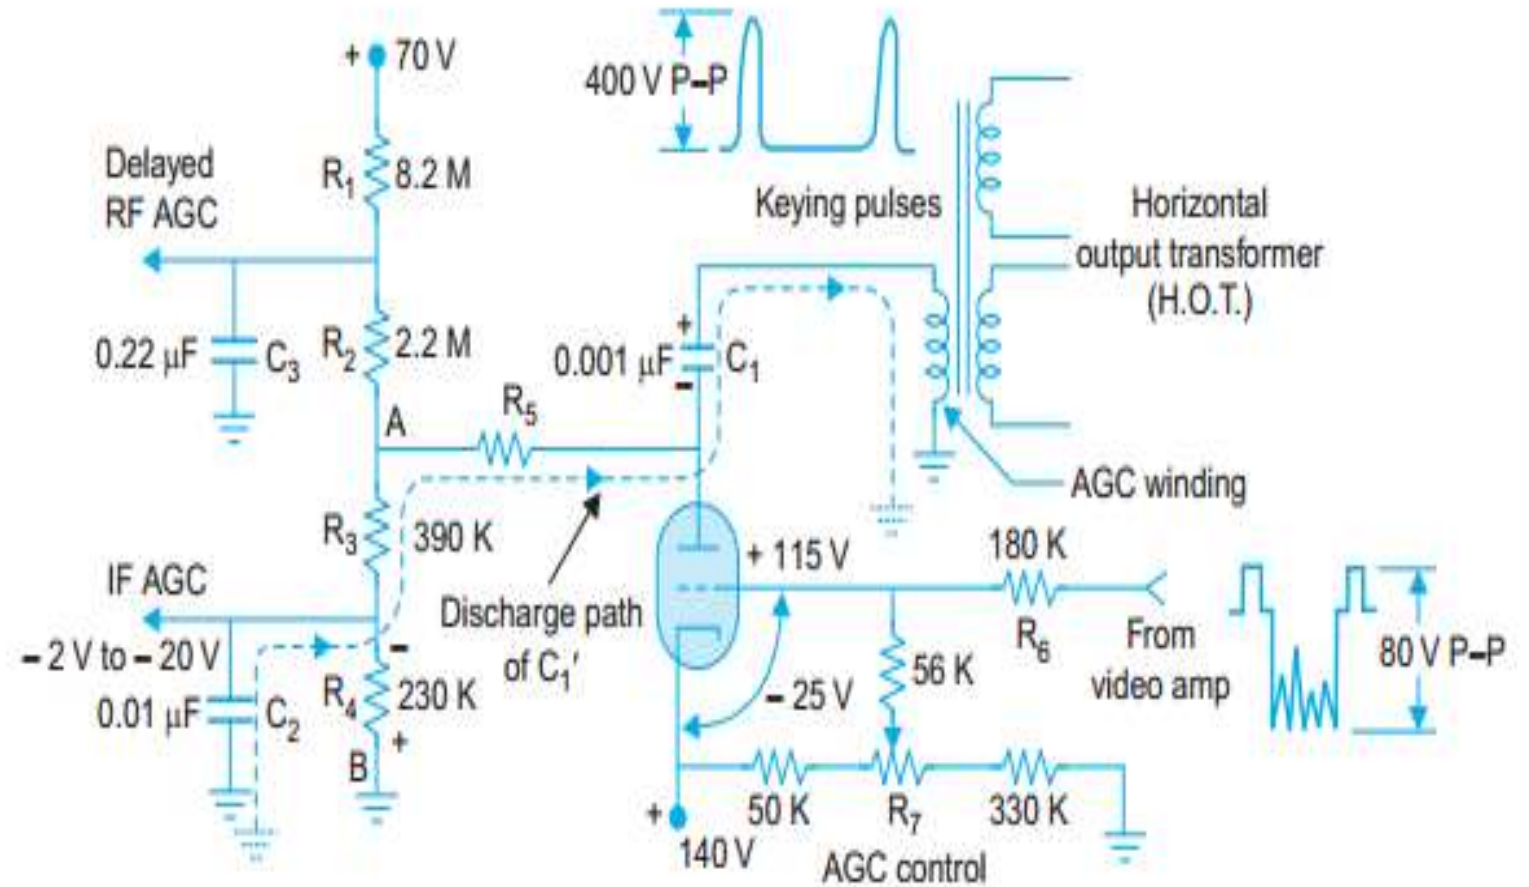 + 70 V
400 V P–P
Delayed
RF AGC
R1 8.2 M
Keying pulses
Horizontal
output transformer
(H.O.T.)
0.22 μF C3
R2 2.2 M
+
0.001 μF C1
–
R5
A
AGC winding
R3 390 K
+ 115 V
180 K
IF AGC
Discharge path
of C1′
R6
From
video amp
80 V P–P
– 2 V to – 20 V
–
56 K
R4 230 K
– 25 V
0.01 μF C2
+
B
50 K
R7
330 K
+
140 V
AGC control